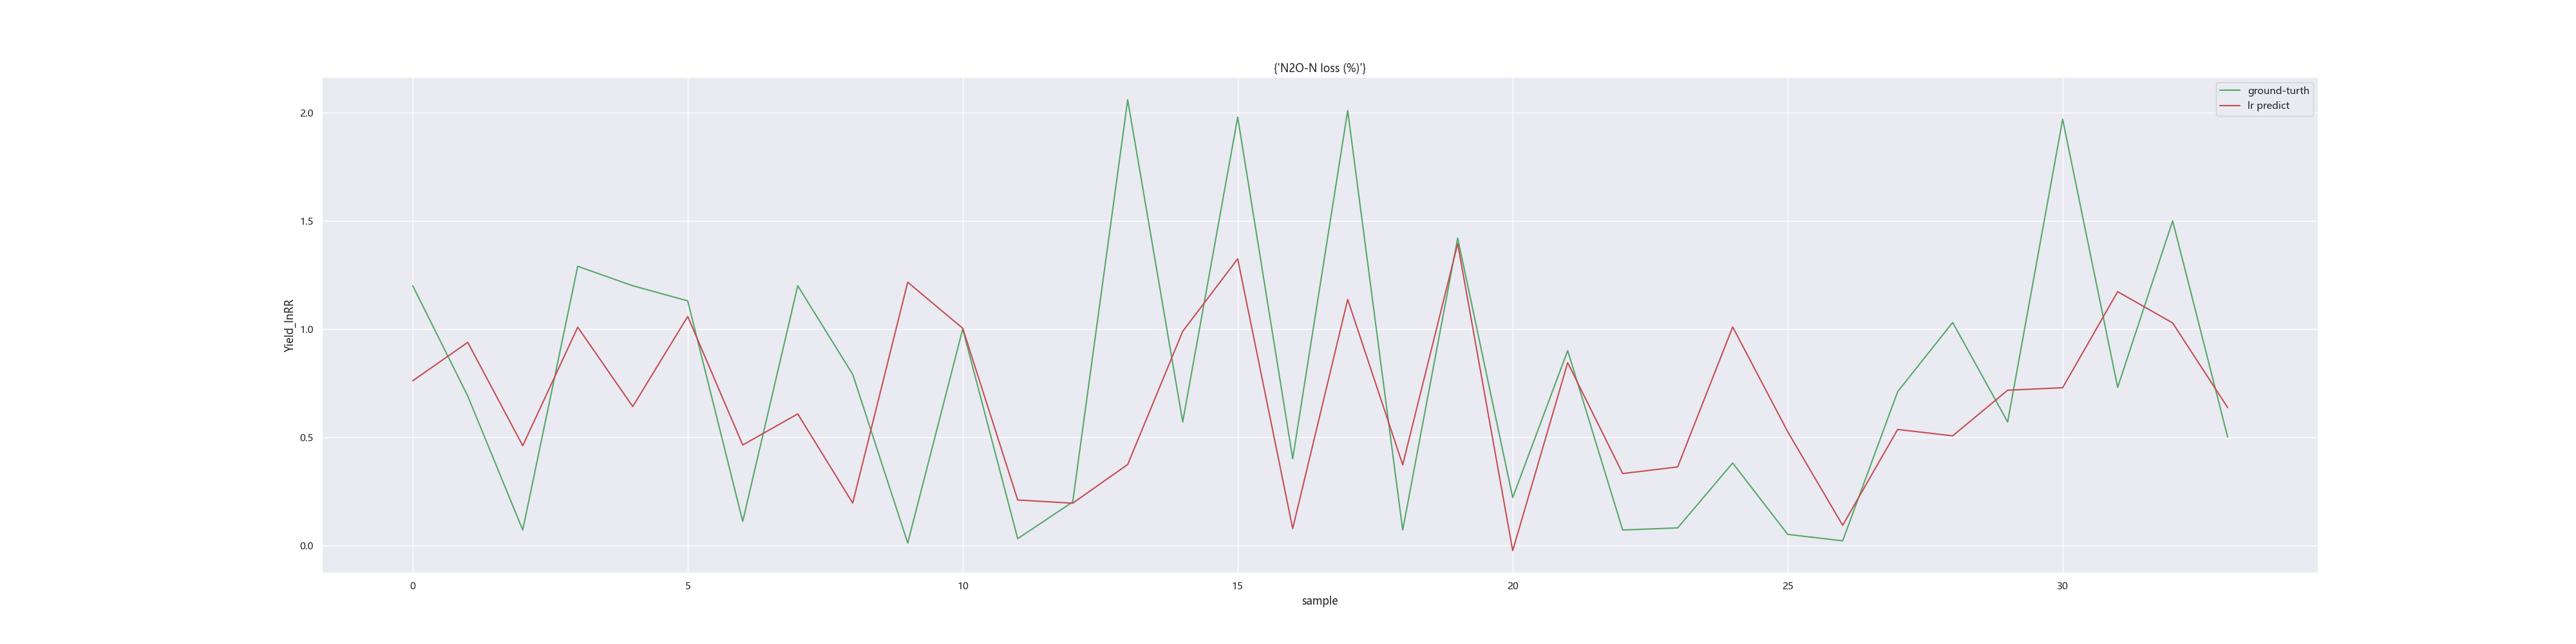 {'N2O-N loss (%)'}
ground-turth
lr predict
2.0
1.5
1.0
0.5
0.0
Yield_lnRR
0 5 10 15 20 25 30
sample